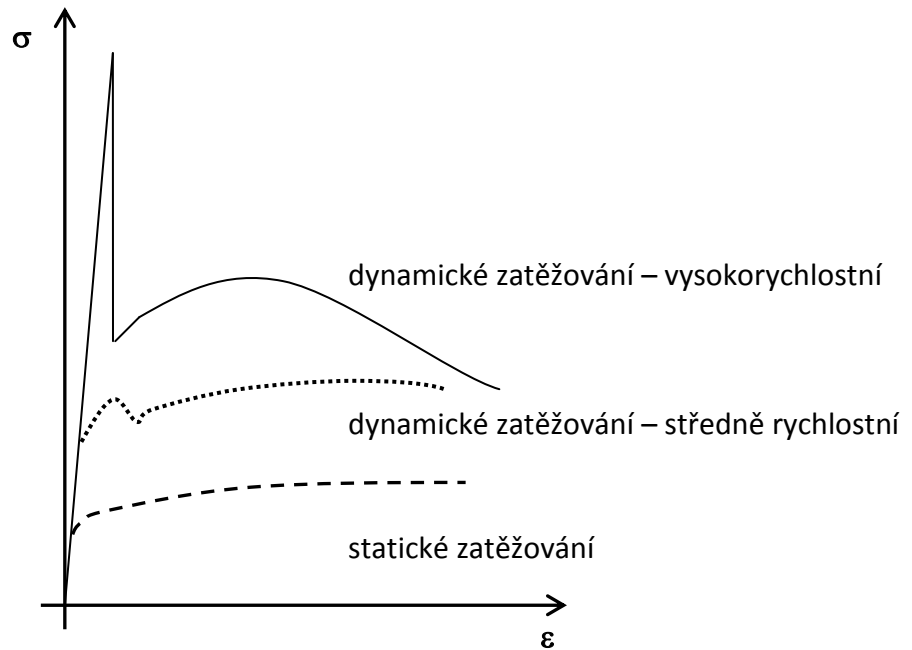 σ
dynamické zatěžování – vysokorychlostní
dynamické zatěžování – středně rychlostní
statické zatěžování
ε